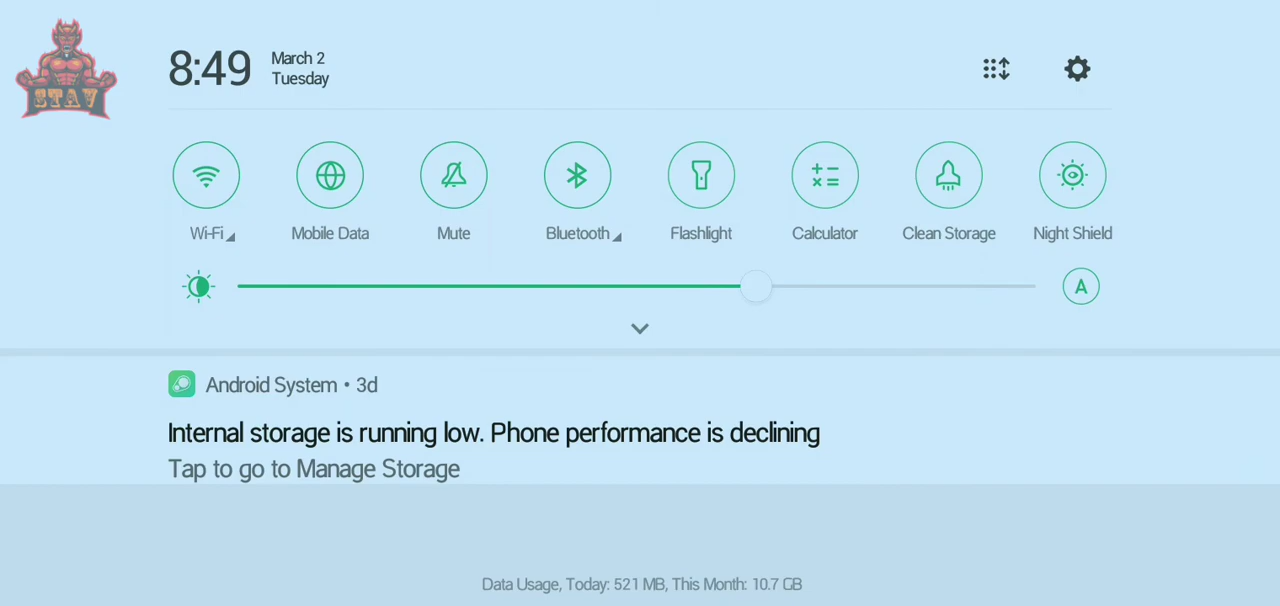 STAV
8:49
March 2
Tuesday
Wi-Fi
Mobile Data
Mute
Bluetooth
Flashlight
Calculator
Clean Storage
Night Shield
A
Android System • 3d
Internal storage is running low. Phone performance is declining
Tap to go to Manage Storage
Data Usage, Today: 521 MB, This Month: 10.7 GB